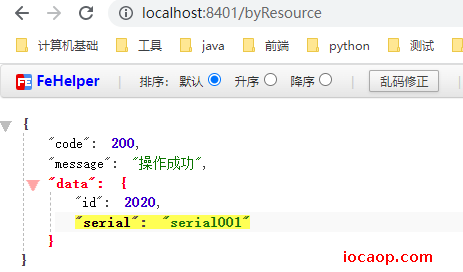 localhost:8401/byResource
计算机基础 工具 java 前端 python 测试
FeHelper 排序: 默认 升序 降序 乱码修正
{
"code": 200,
"message": "操作成功",
"data": {
"id": 2020,
"serial": "serial001"
}
}
iocaop.com